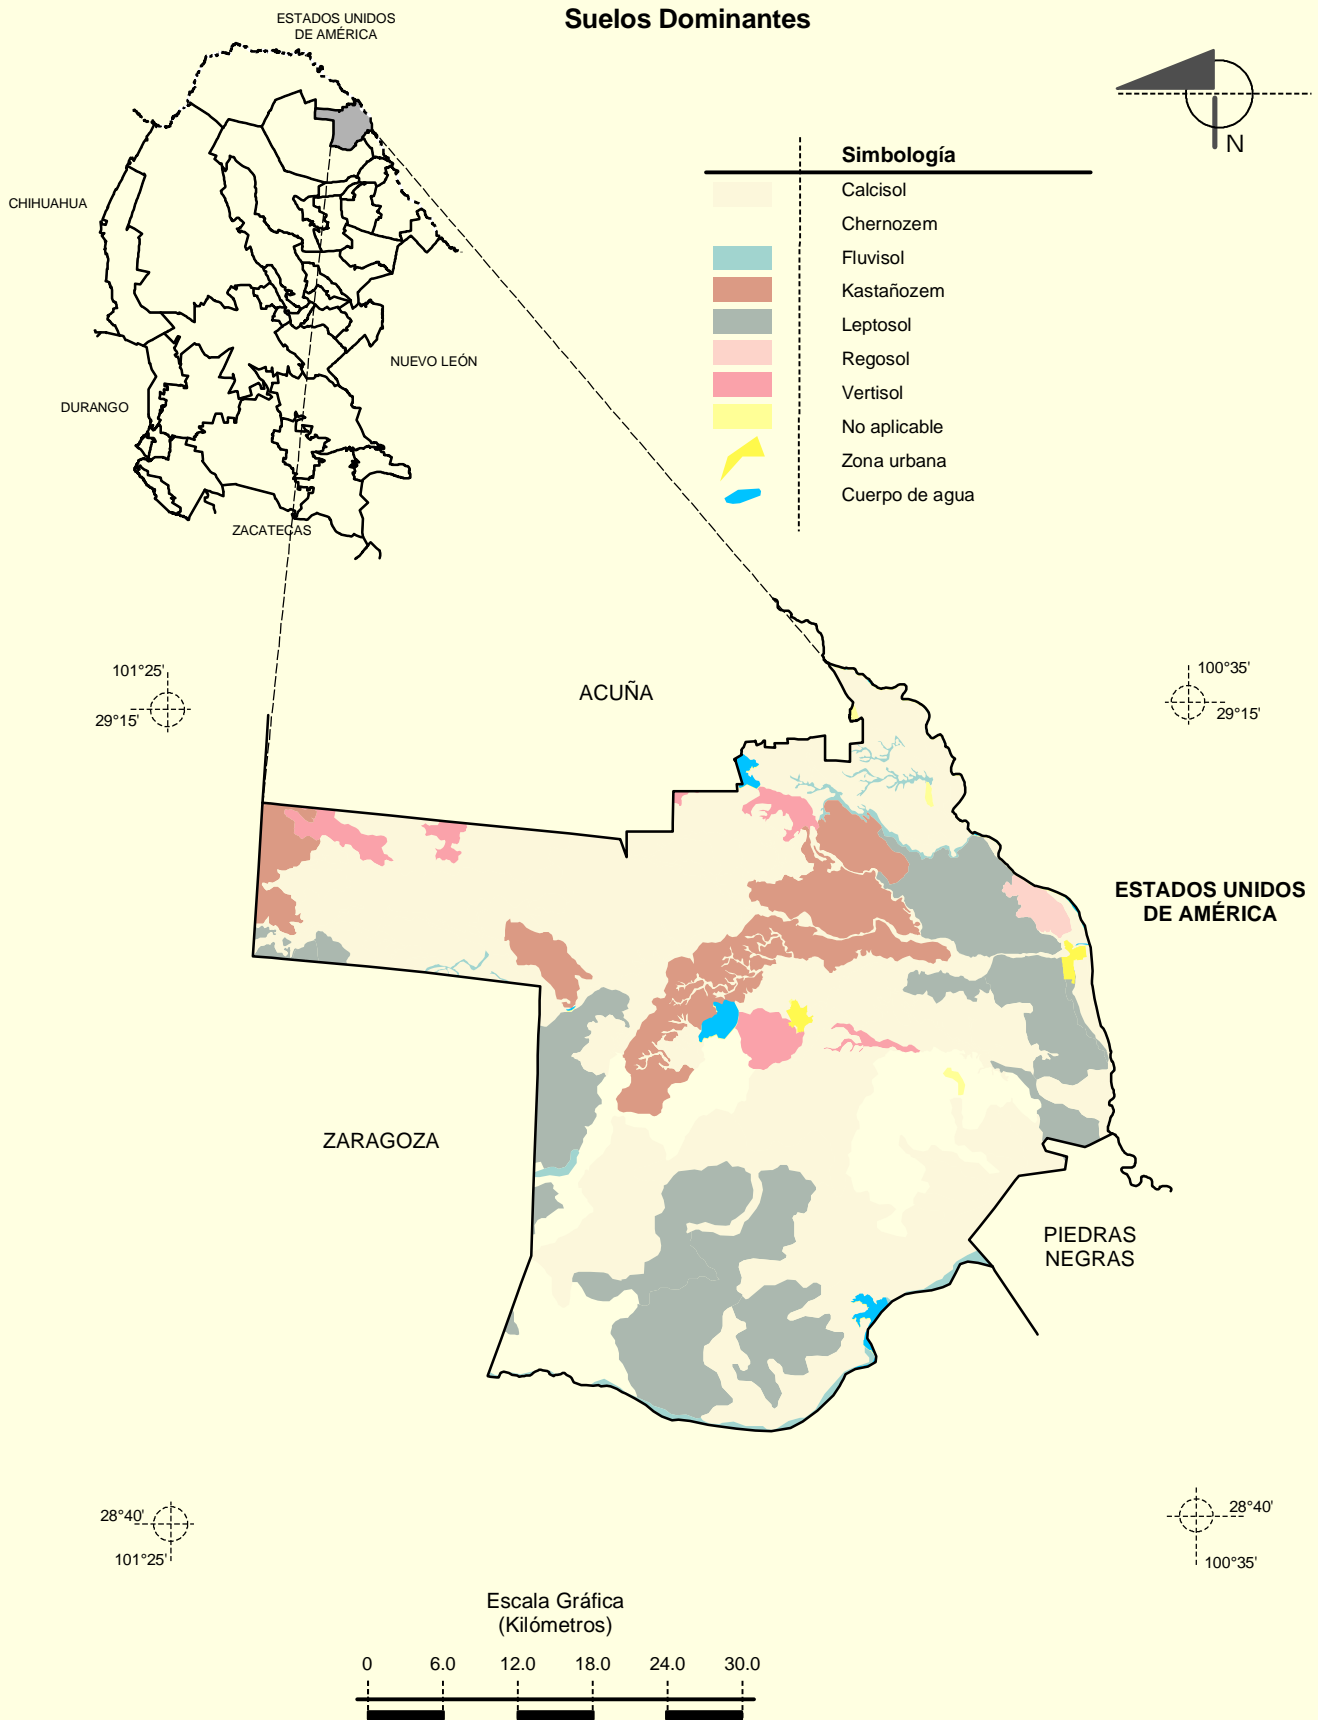 Suelos Dominantes
ESTADOS UNIDOS
DE AMÉRICA
CHIHUAHUA
NUEVO LEÓN
DURANGO
ZACATECAS
N
Simbología
Calcisol
Chernozem
Fluvisol
Kastañozem
Leptosol
Regosol
Vertisol
No aplicable
Zona urbana
Cuerpo de agua
101°25'
29°15'
ACUÑA
100°35'
29°15'
ESTADOS UNIDOS
DE AMÉRICA
ZARAGOZA
PIEDRAS
NEGRAS
28°40'
101°25'
28°40'
100°35'
Escala Gráfica
(Kilómetros)
0 6.0 12.0 18.0 24.0 30.0